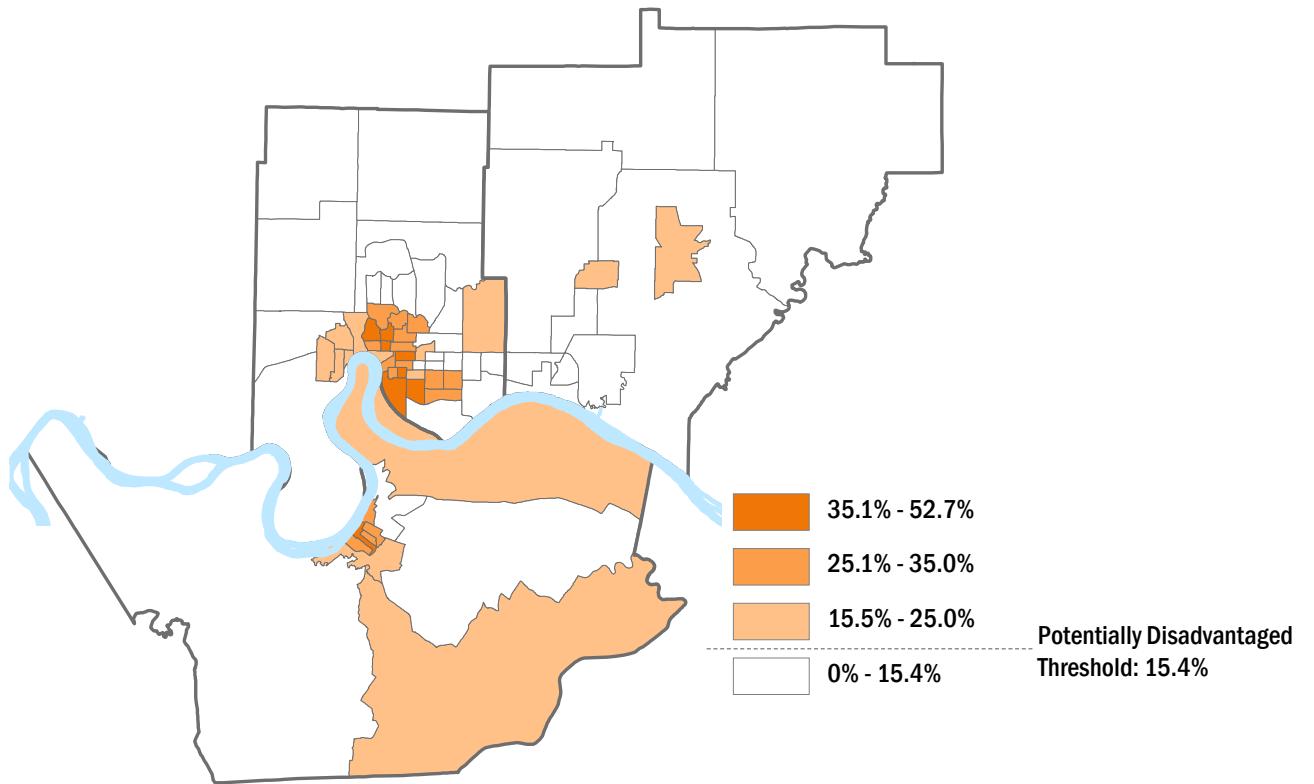 35.1% - 52.7%
25.1% - 35.0%
15.5% - 25.0%
0% - 15.4%
Potentially Disadvantaged
Threshold: 15.4%